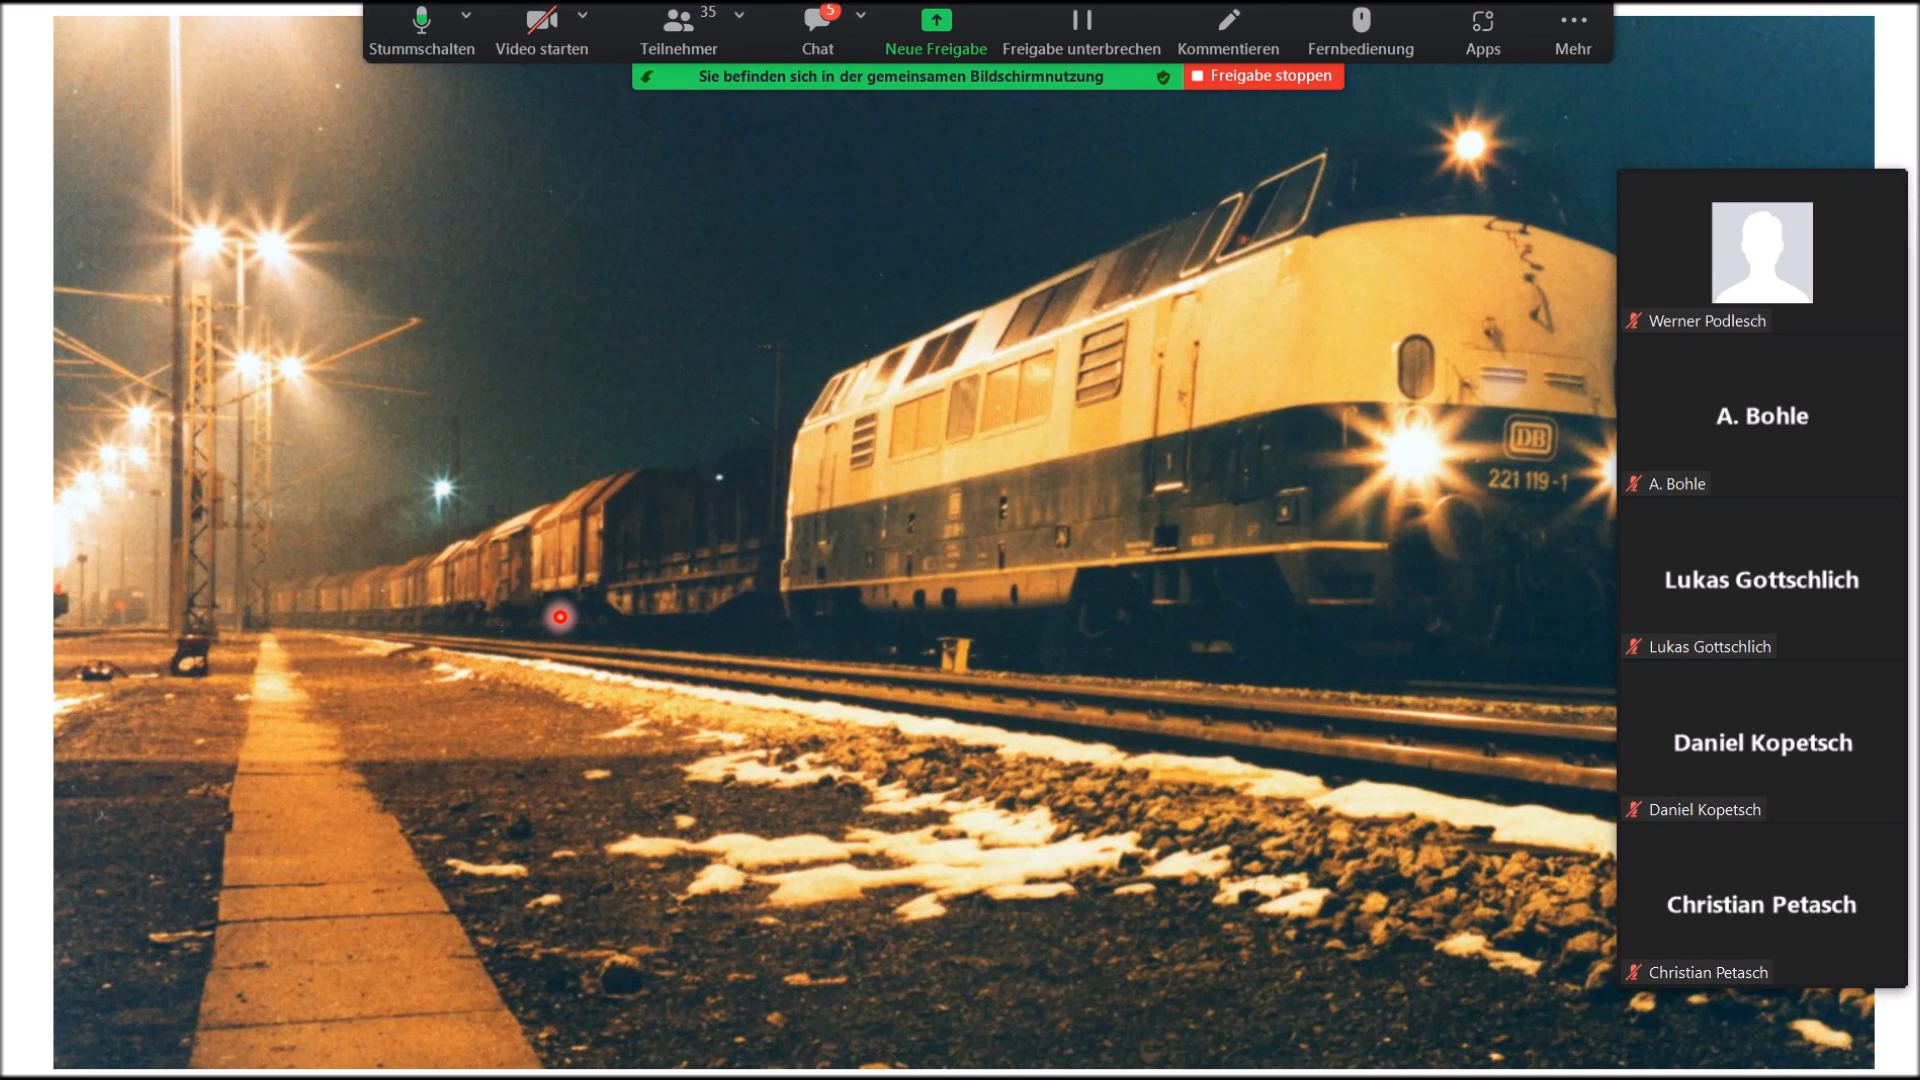 35
5
Stummschalten
Video starten
Teilnehmer
Chat
Neue Freigabe
Freigabe unterbrechen
Kommentieren
Fernbedienung
Apps
Mehr
Sie befinden sich in der gemeinsamen Bildschirmnutzung
Freigabe stoppen
Werner Podlesch
A. Bohle
A. Bohle
DB
221 119-1
Lukas Gottschlich
Lukas Gottschlich
Daniel Kopetsch
Daniel Kopetsch
Christian Petasch
Christian Petasch